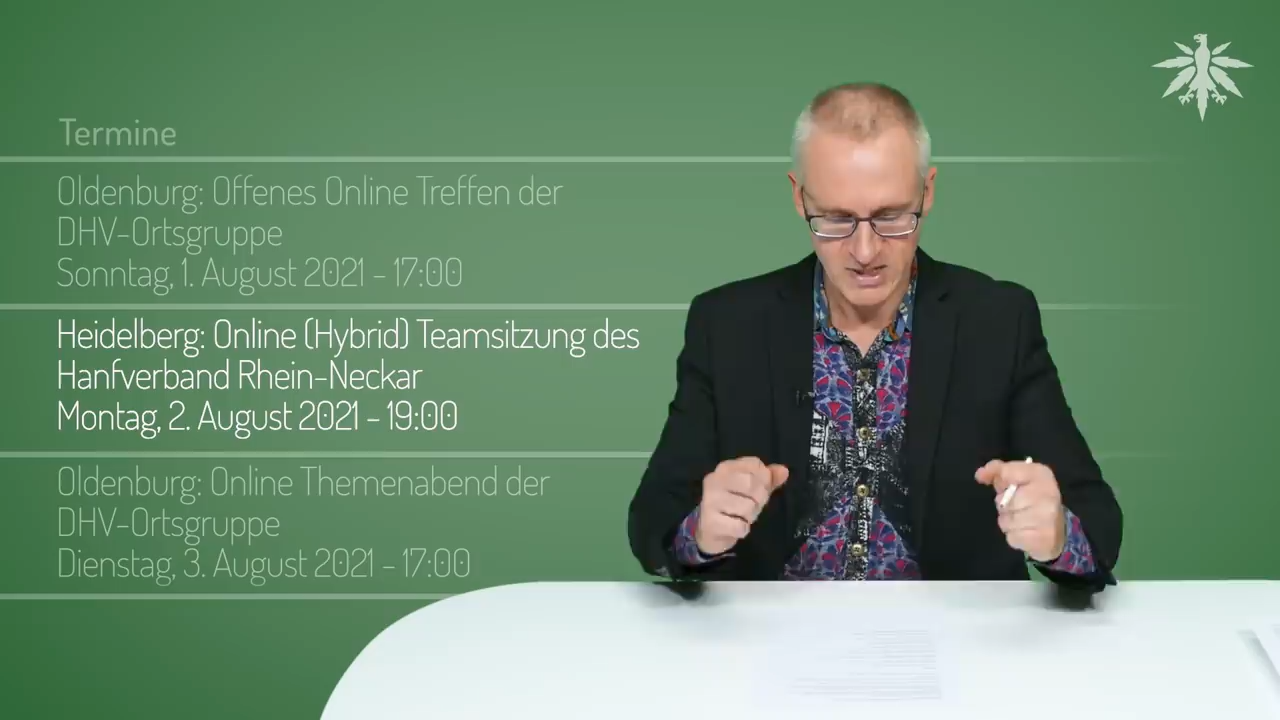 Termine
Oldenburg: Offenes Online Treffen der
DHV-Ortsgruppe
Sonntag, 1. August 2021 - 17:00
Heidelberg: Online (Hybrid) Teamsitzung des
Hanfverband Rhein-Neckar
Montag, 2. August 2021 - 19:00
Oldenburg: Online Themenabend der
DHV-Ortsgruppe
Dienstag, 3. August 2021 - 17:00